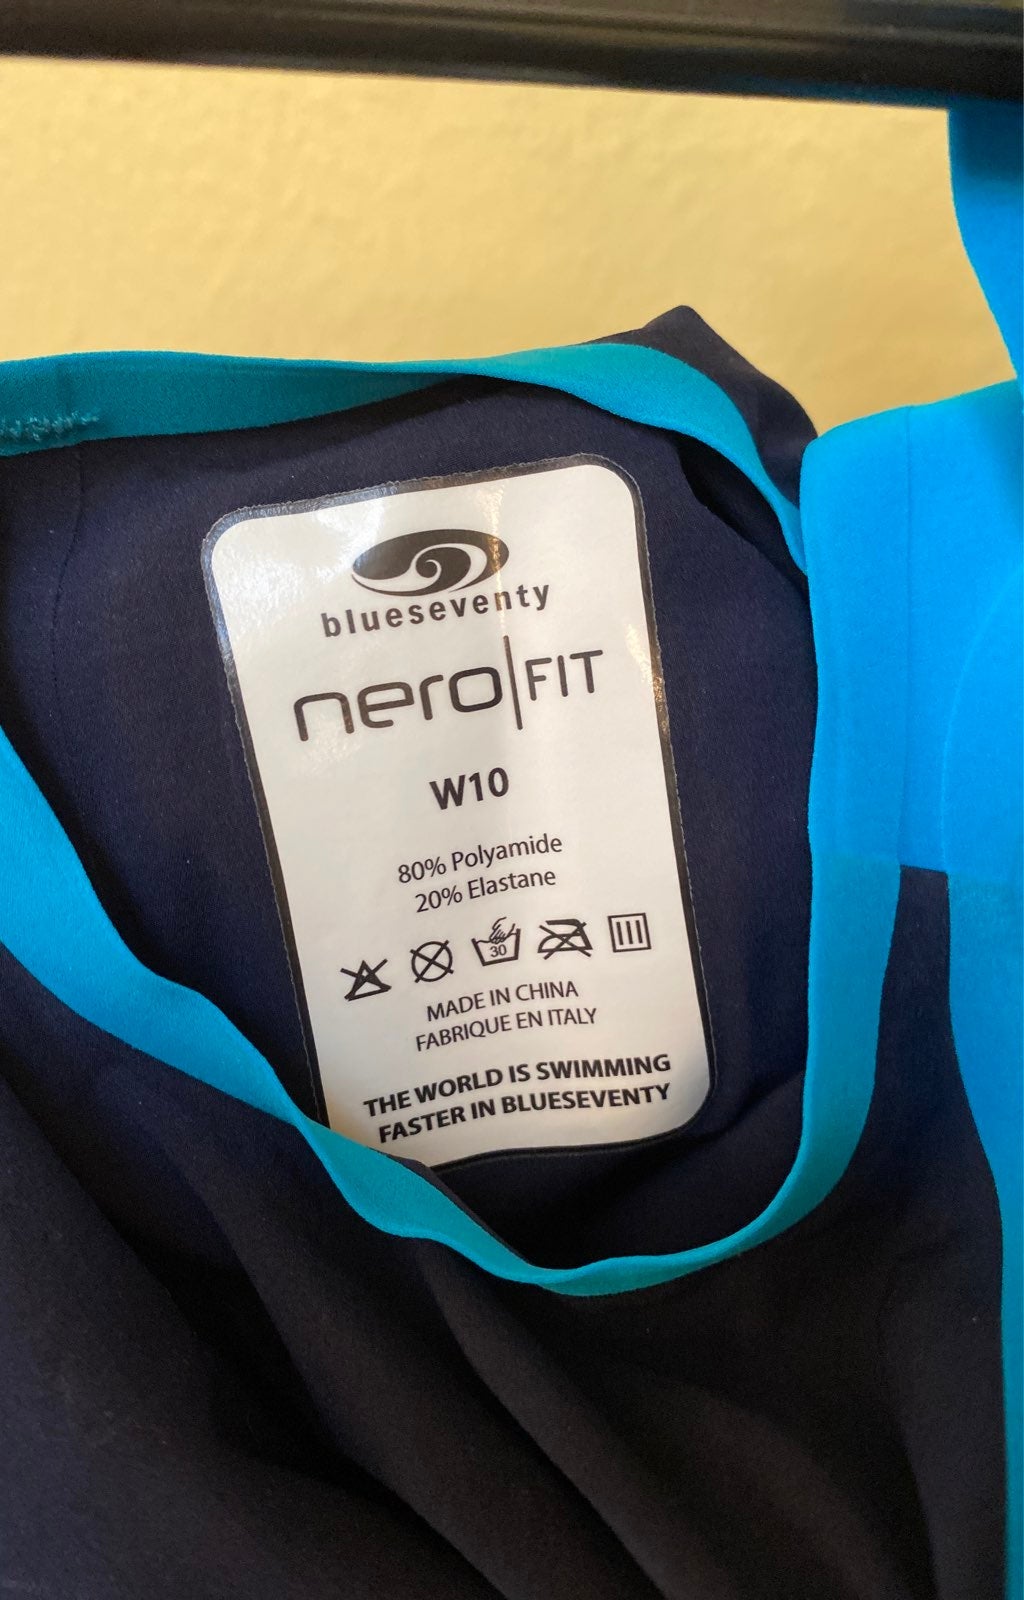 blueseventy
nero|FIT
W10
80% Polyamide
20% Elastane
30
MADE IN CHINA
FABRIQUE EN ITALY
THE WORLD IS SWIMMING
FASTER IN BLUESEVENTY